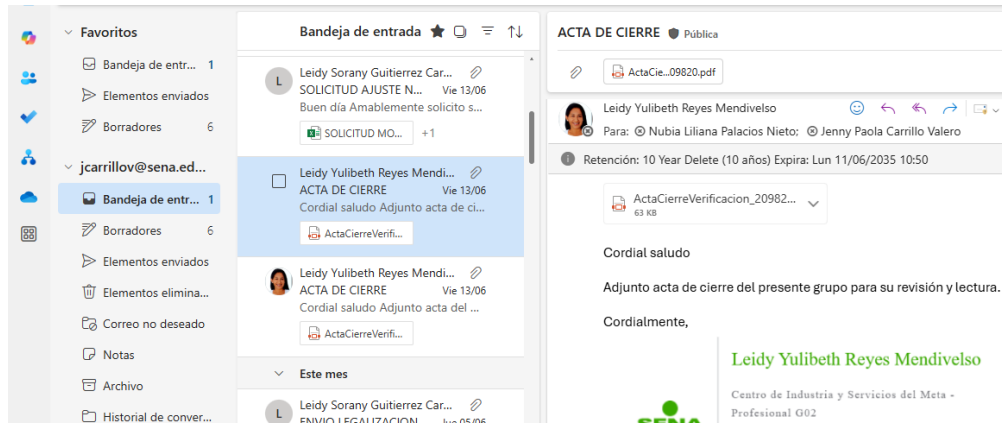 Favoritos
Bandeja de entr... 1
Elementos enviados
Borradores 6
jcarrillov@sena.ed...
Bandeja de entr... 1
Borradores 6
Elementos enviados
Elementos elimina...
Correo no deseado
Notas
Archivo
Historial de conver...
Bandeja de entrada
L
Leidy Sorany Guitierrez Car...
SOLICITUD AJUSTE N... Vie 13/06
Buen día Amablemente solicito s...
SOLICITUD MO... +1
Leidy Yulibeth Reyes Mendi...
ACTA DE CIERRE Vie 13/06
Cordial saludo Adjunto acta de ci...
ActaCierreVerifi...
Leidy Yulibeth Reyes Mendi...
ACTA DE CIERRE Vie 13/06
Cordial saludo Adjunto acta del ...
ActaCierreVerifi...
Este mes
L
Leidy Sorany Guitierrez Car...
ENVIO LEGALIZACION Jue 05/06
ACTA DE CIERRE Pública
ActaCie...09820.pdf
Leidy Yulibeth Reyes Mendivelso
Para: Nubia Liliana Palacios Nieto; Jenny Paola Carrillo Valero
Retención: 10 Year Delete (10 años) Expira: Lun 11/06/2035 10:50
ActaCierreVerificacion_20982...
63 KB
Cordial saludo
Adjunto acta de cierre del presente grupo para su revisión y lectura.
Cordialmente,
Leidy Yulibeth Reyes Mendivelso
Centro de Industria y Servicios del Meta -
Profesional G02
SENA